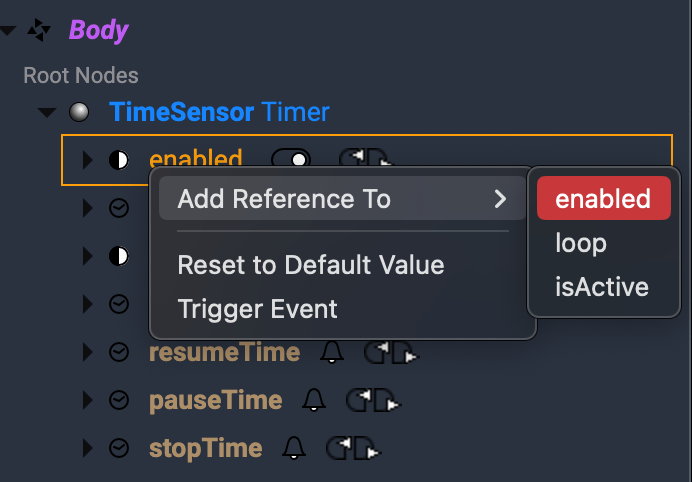 Body
Root Nodes
TimeSensor Timer
enabled
Add Reference To
enabled
loop
isActive
Reset to Default Value
Trigger Event
resumeTime
pauseTime
stopTime